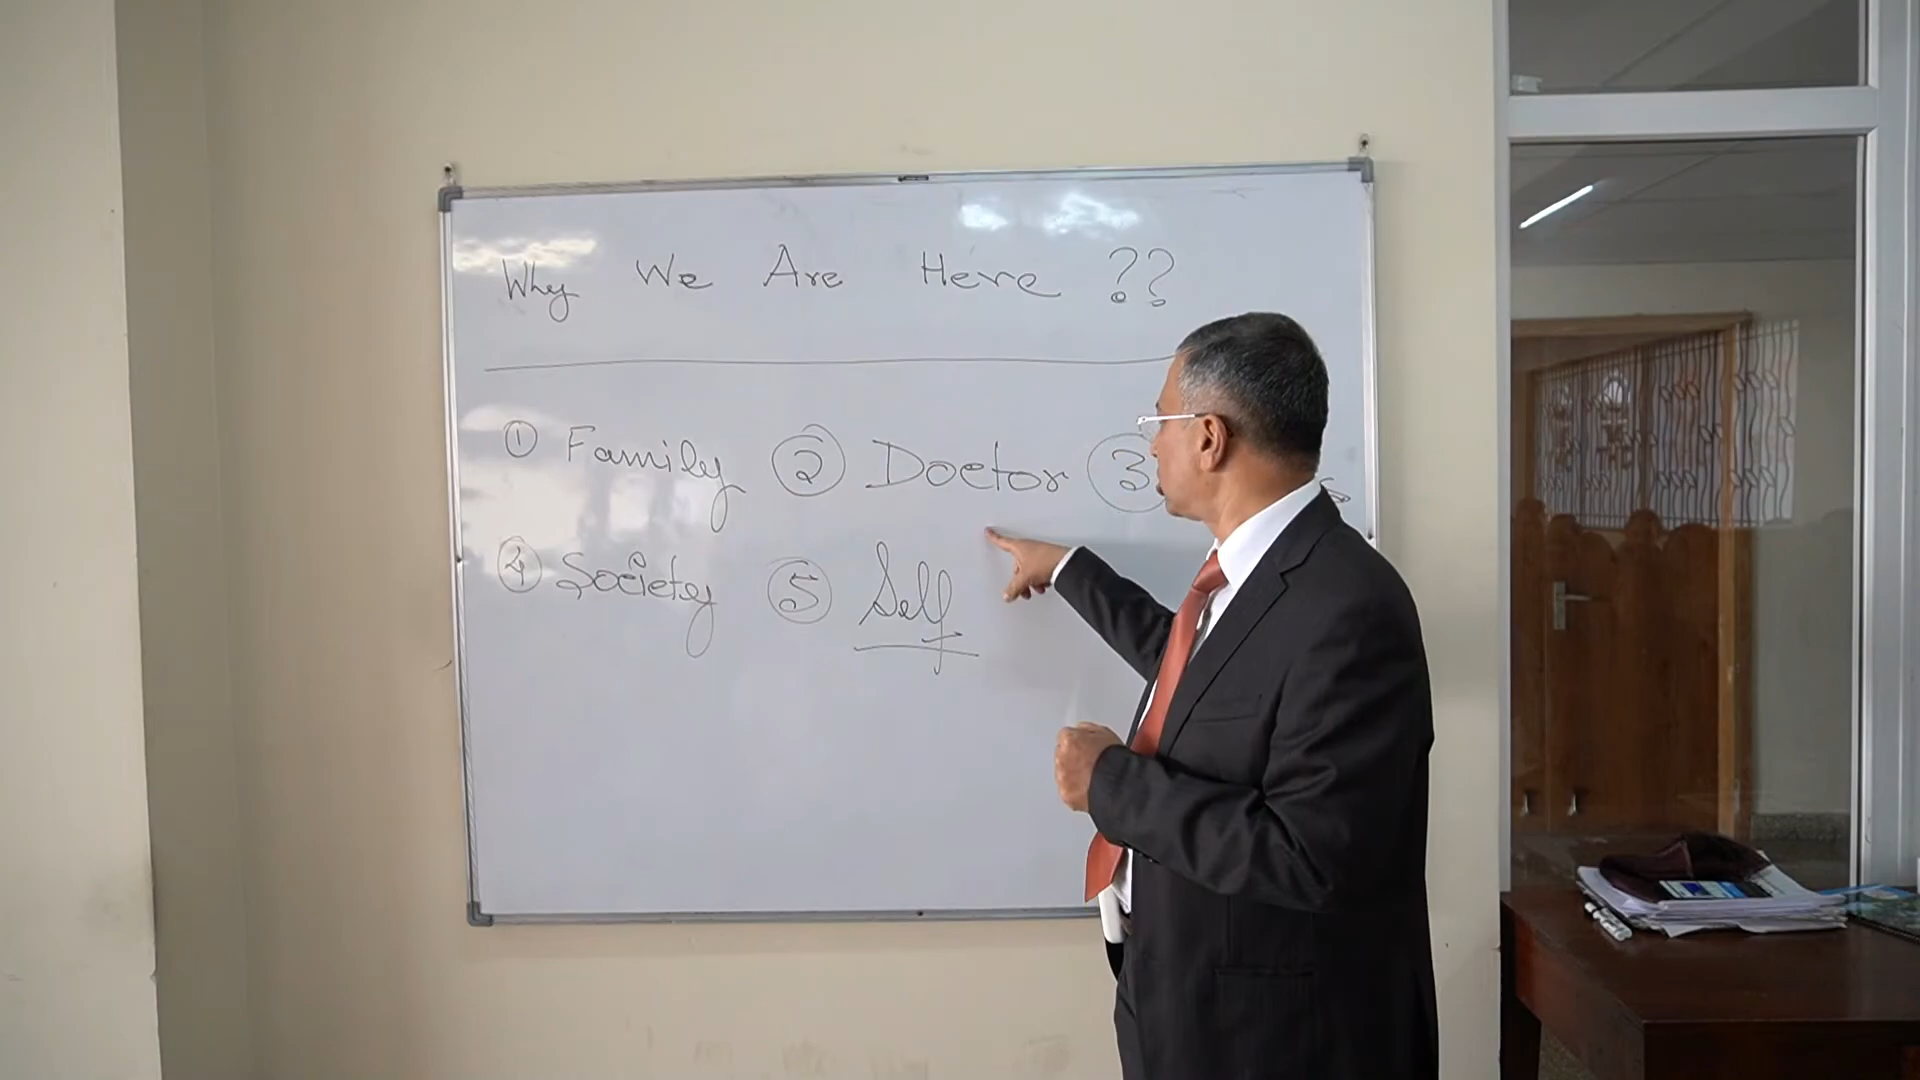 Why We Are Here ??
① Family ② Doctor ③
④ Society ⑤ Self